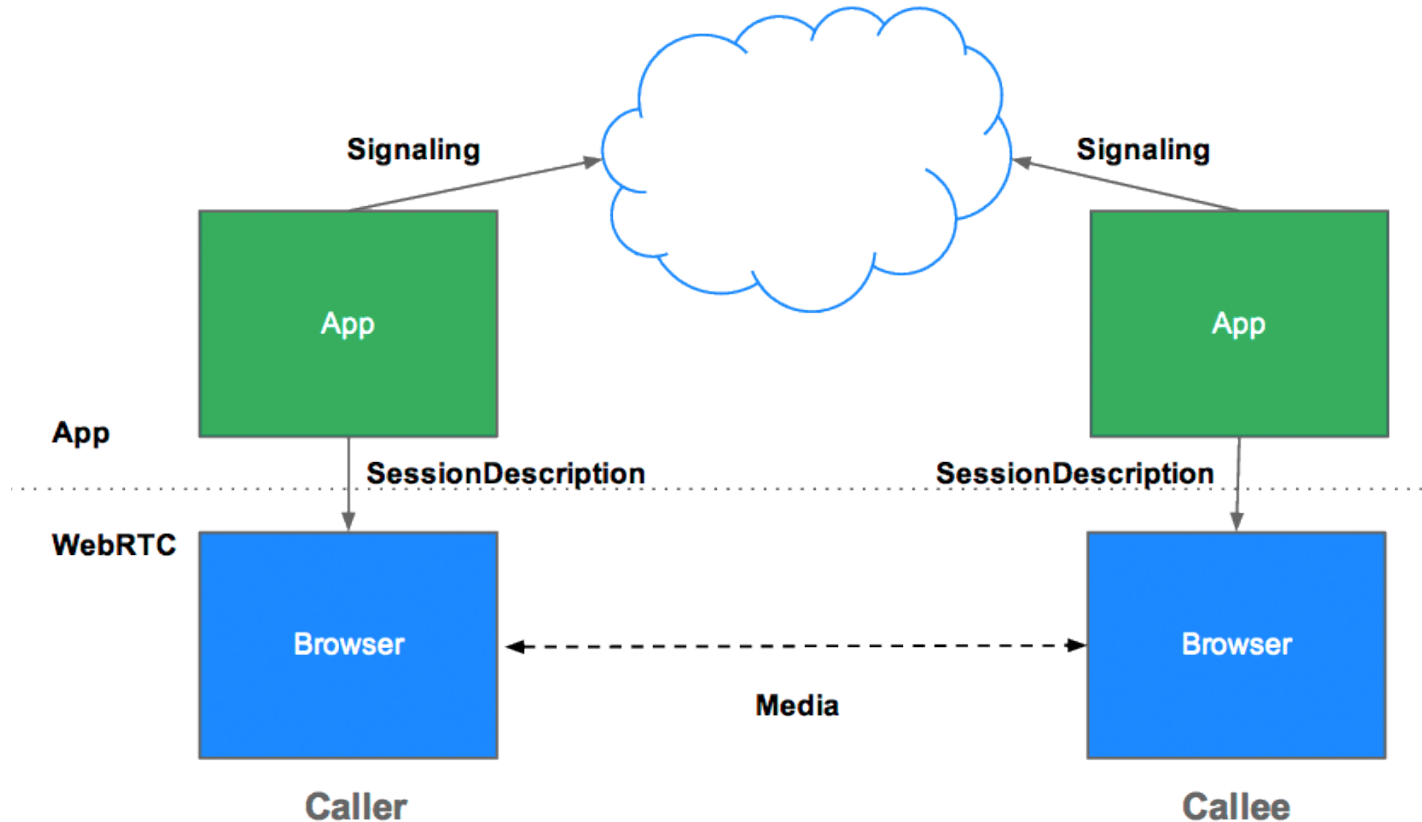 Signaling
Signaling
App
App
App
SessionDescription
SessionDescription
WebRTC
Browser
Browser
Media
Caller
Callee